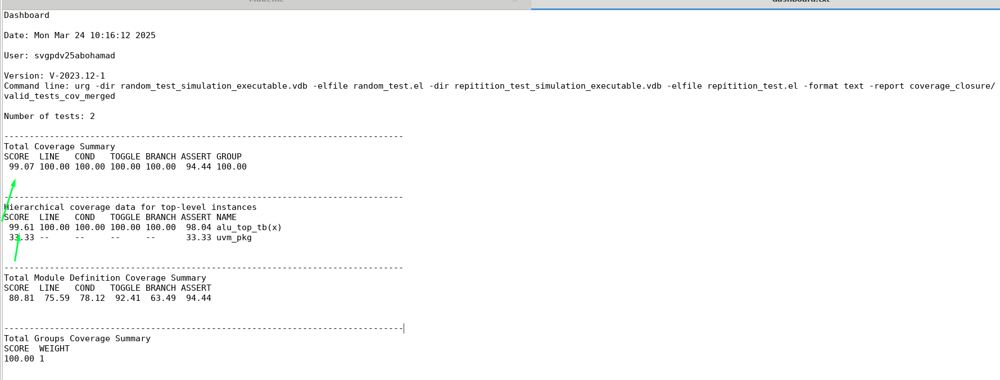 dashboard.txt
Dashboard
Date: Mon Mar 24 10:16:12 2025
User: svgpdv25abohamad
Version: V-2023.12-1
Command line: urg -dir random_test_simulation_executable.vdb -elfile random_test.el -dir repitition_test_simulation_executable.vdb -elfile repitition_test.el -format text -report coverage_closure/
valid_tests_cov_merged
Number of tests: 2
-------------------------------------------------------------------------------
Total Coverage Summary
SCORE  LINE   COND   TOGGLE BRANCH ASSERT GROUP
 99.07 100.00 100.00 100.00 100.00  94.44 100.00
-------------------------------------------------------------------------------
Hierarchical coverage data for top-level instances
SCORE  LINE   COND   TOGGLE BRANCH ASSERT NAME
 99.61 100.00 100.00 100.00 100.00  98.04 alu_top_tb(x)
 33.33 --     --     --     --      33.33 uvm_pkg
-------------------------------------------------------------------------------
Total Module Definition Coverage Summary
SCORE  LINE   COND   TOGGLE BRANCH ASSERT
 80.81  75.59  78.12  92.41  63.49  94.44
-------------------------------------------------------------------------------
Total Groups Coverage Summary
SCORE  WEIGHT
100.00 1